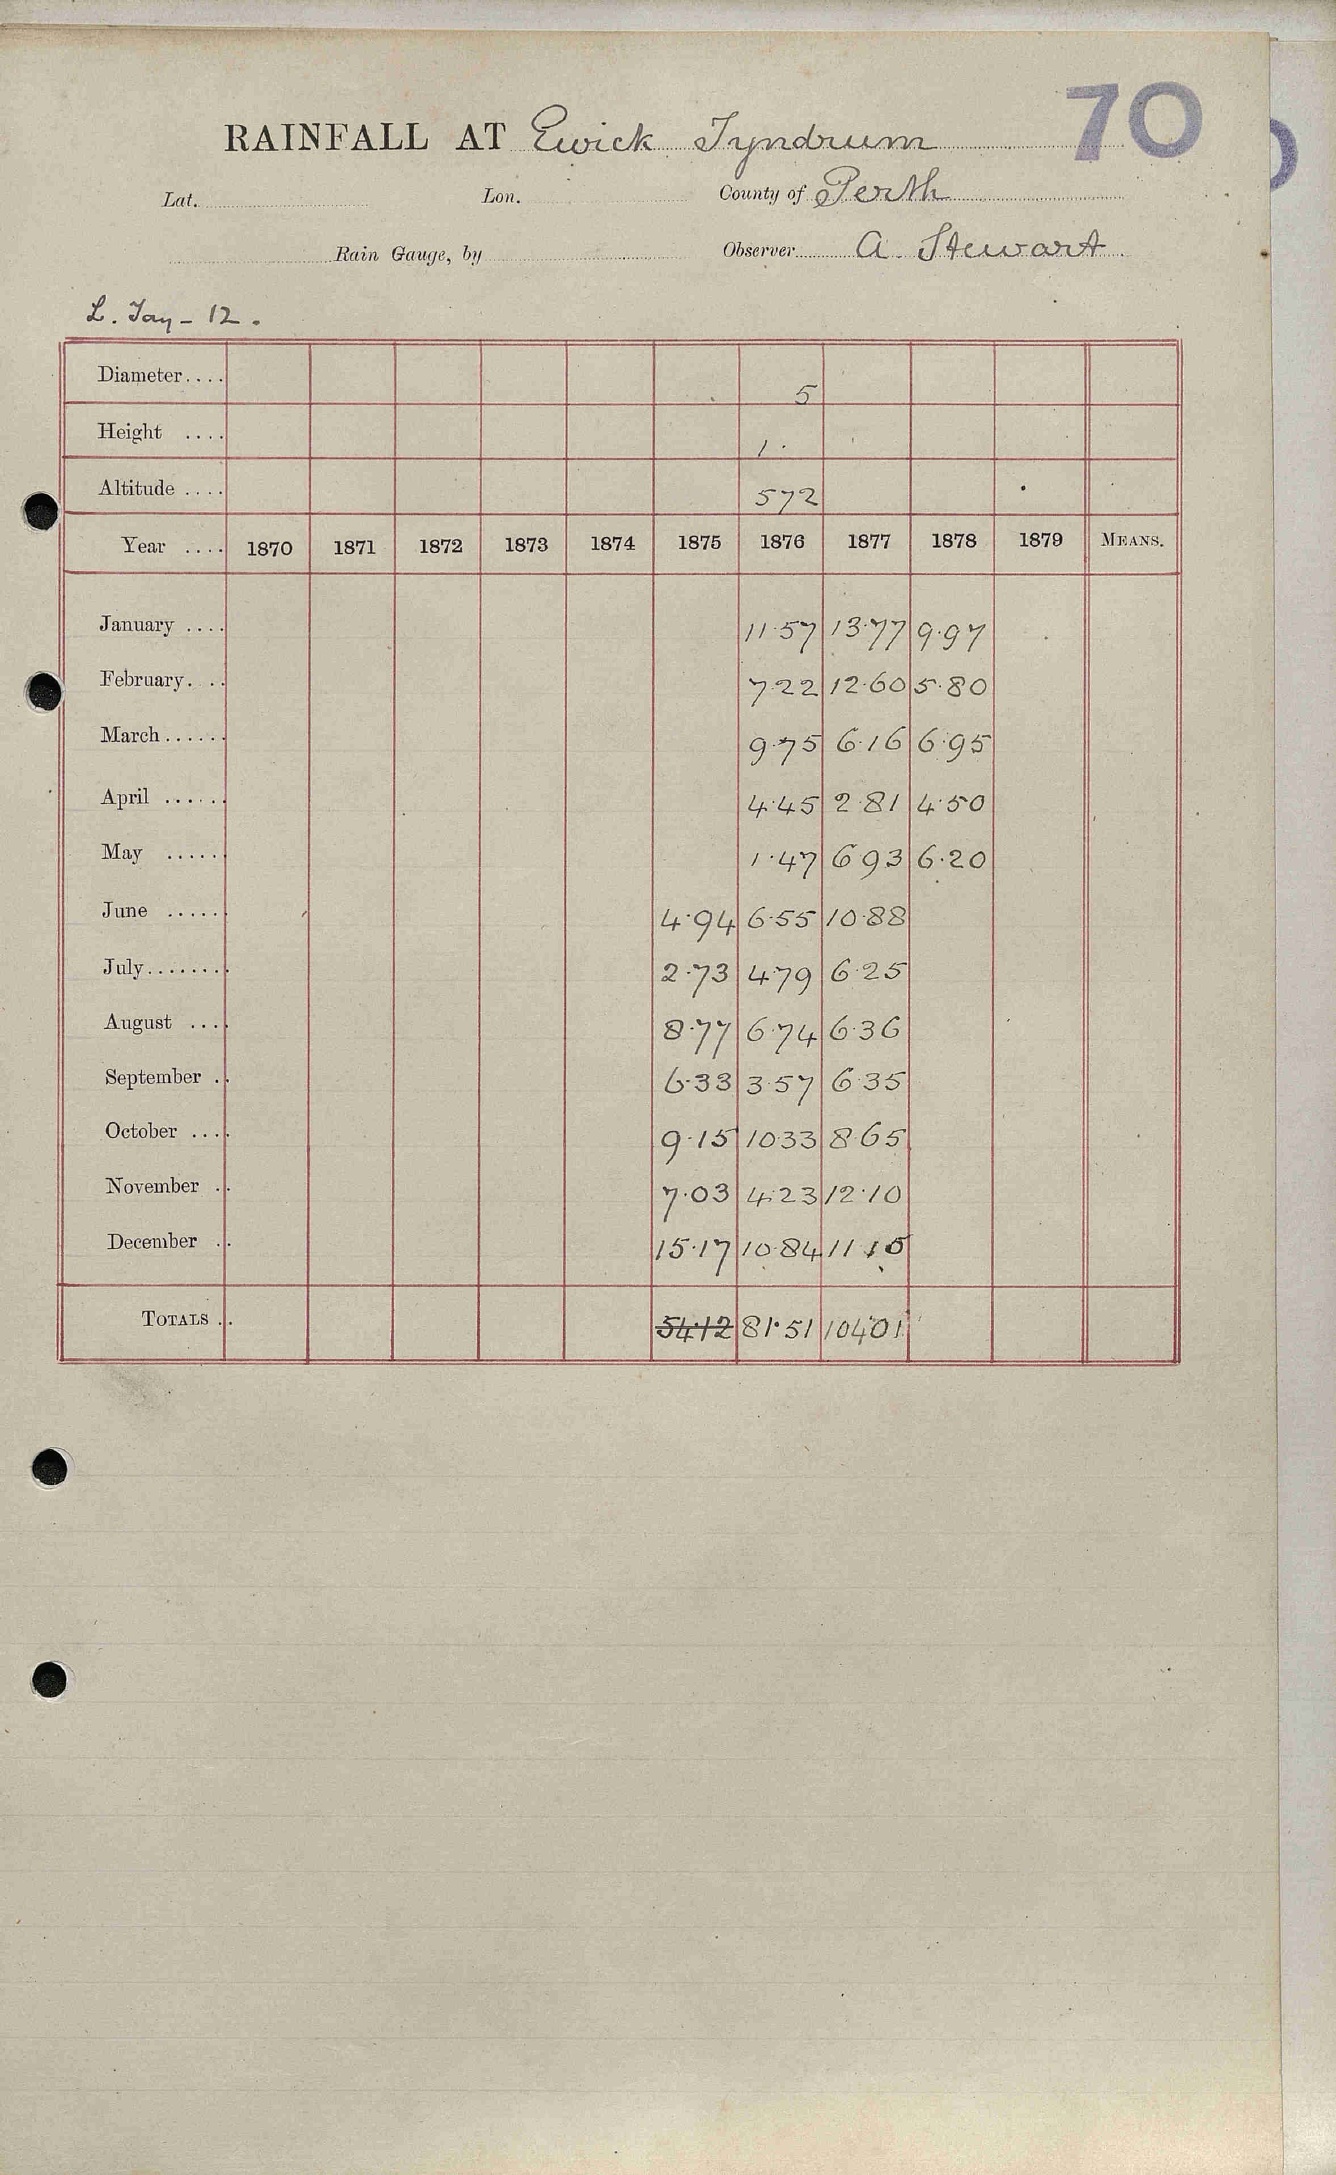 70
RAINFALL AT Ewick Tyndrum
Lat. Lon. County of Perth
Rain Gauge, by Observer A. Stewart
L. Tay - 12.
Diameter.... 5
Height .... 1·
Altitude .... 572
Year .... 1870 1871 1872 1873 1874 1875 1876 1877 1878 1879 MEANS.
January .... 11·57 13·77 9·97
February. .. 7·22 12·60 5·80
March...... 9·75 6·16 6·95
April ...... 4·45 2·81 4·50
May ..... 1·47 6 93 6·20
June ..... 4·94 6·55 10·88
July........ 2·73 4·79 6·25
August .... 8·77 6·74 6·36
September .. 6·33 3·57 6·35
October .... 9·15 10·33 8·65
November .. 7·03 4·23 12·10
December .. 15·17 10·84 11 15
TOTALS .. 54·12 81·51 104·01